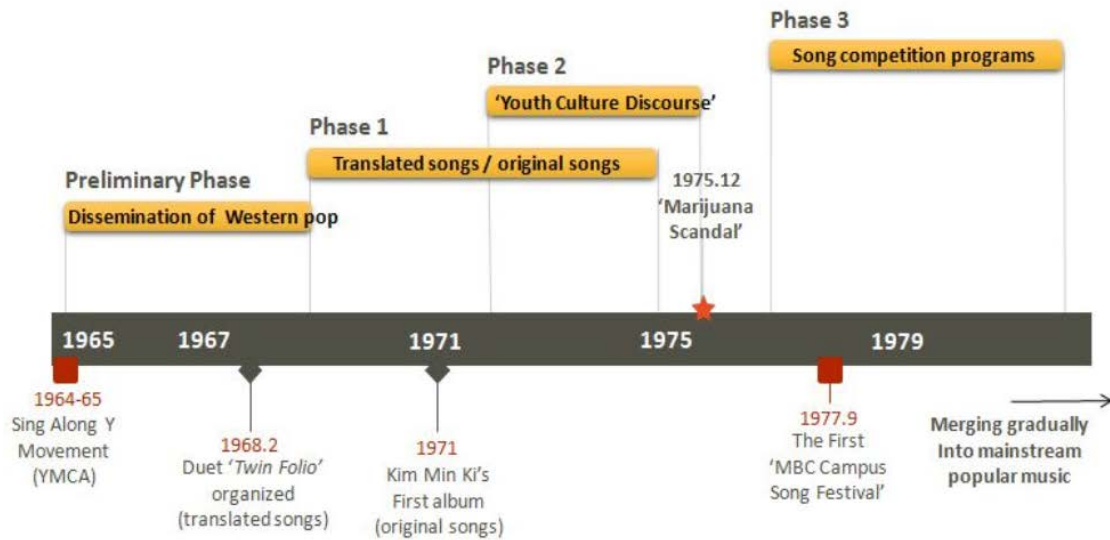 Phase 3
Song competition programs
Phase 2
‘Youth Culture Discourse’
Phase 1
Translated songs / original songs
Preliminary Phase
Dissemination of Western pop
1975.12
‘Marijuana
Scandal’
1965
1967
1971
1975
1979
1964-65
Sing Along Y
Movement
(YMCA)
1968.2
Duet ‘Twin Folio’
organized
(translated songs)
1971
Kim Min Ki’s
First album
(original songs)
1977.9
The First
‘MBC Campus
Song Festival’
Merging gradually
Into mainstream
popular music